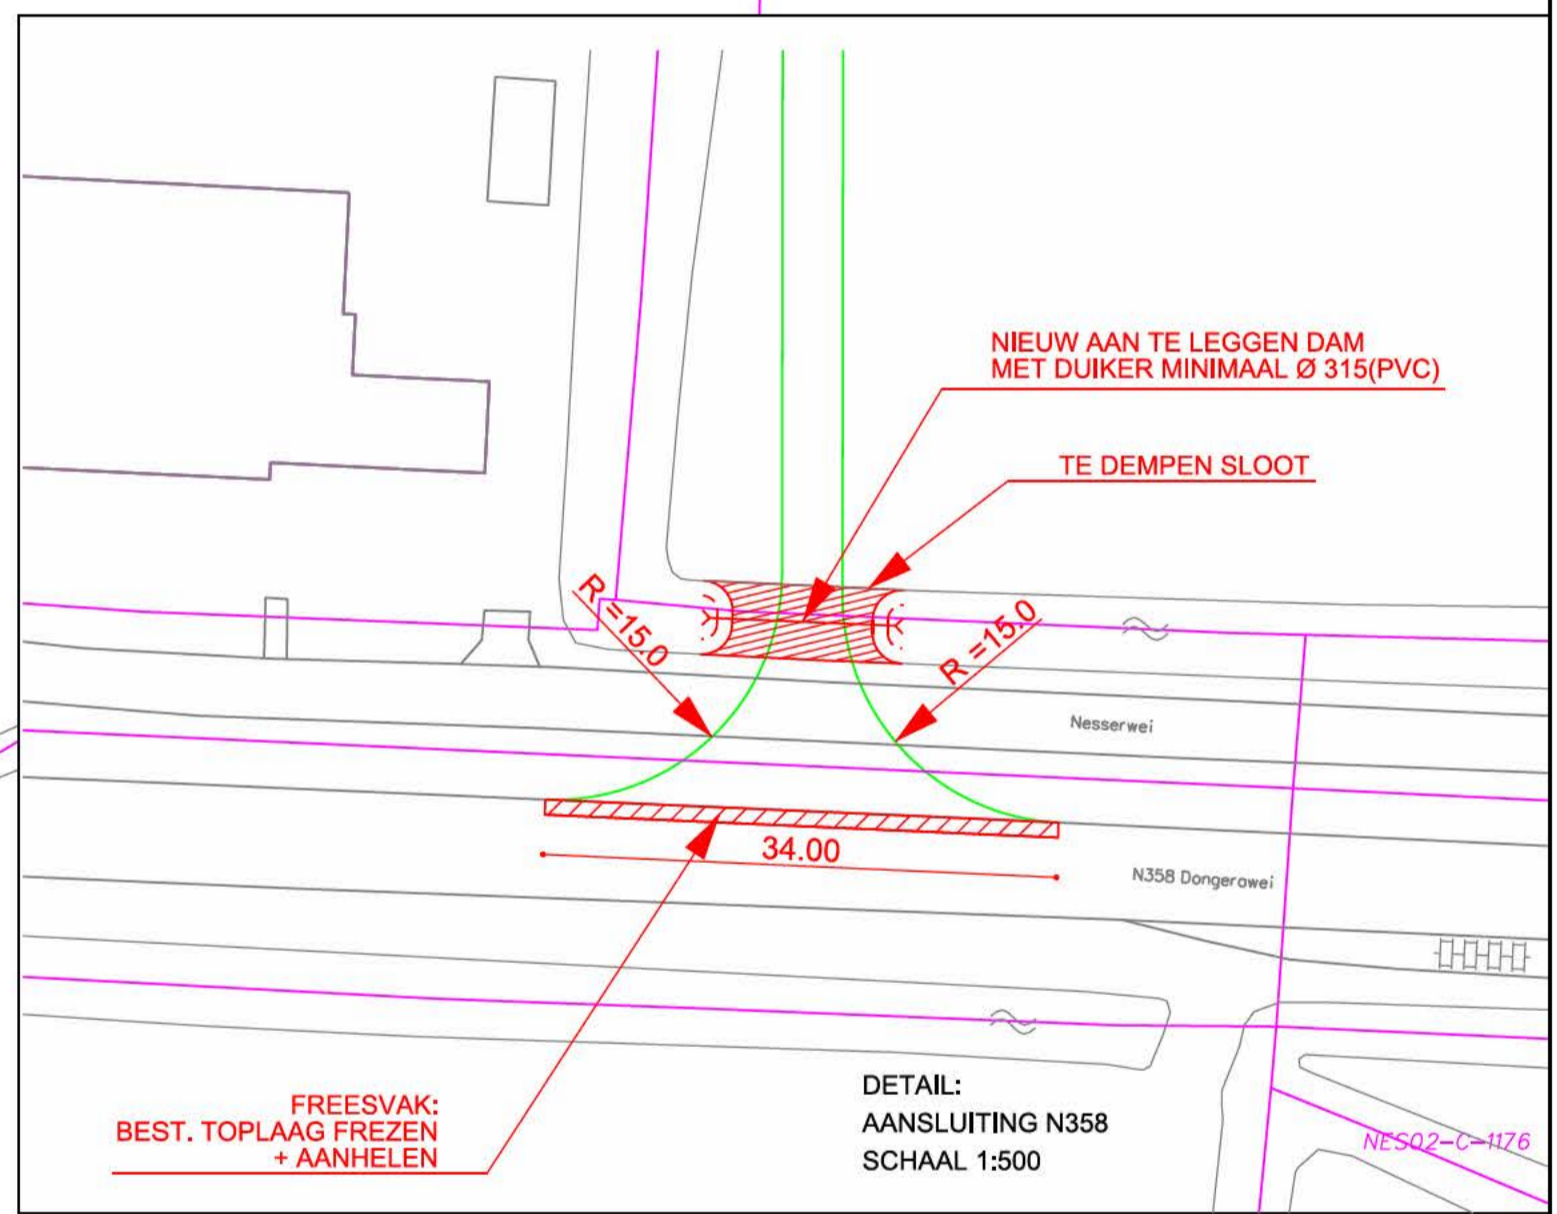 NIEUW AAN TE LEGGEN DAM
MET DUIKER MINIMAAL Ø 315(PVC)
TE DEMPEN SLOOT
R =15.0
R =15.0
Nesserwei
34.00
N358 Dongerawei
FREESVAK:
BEST. TOPLAAG FREZEN
+ AANHELEN
DETAIL:
AANSLUITING N358
SCHAAL 1:500
NES02-C-1176